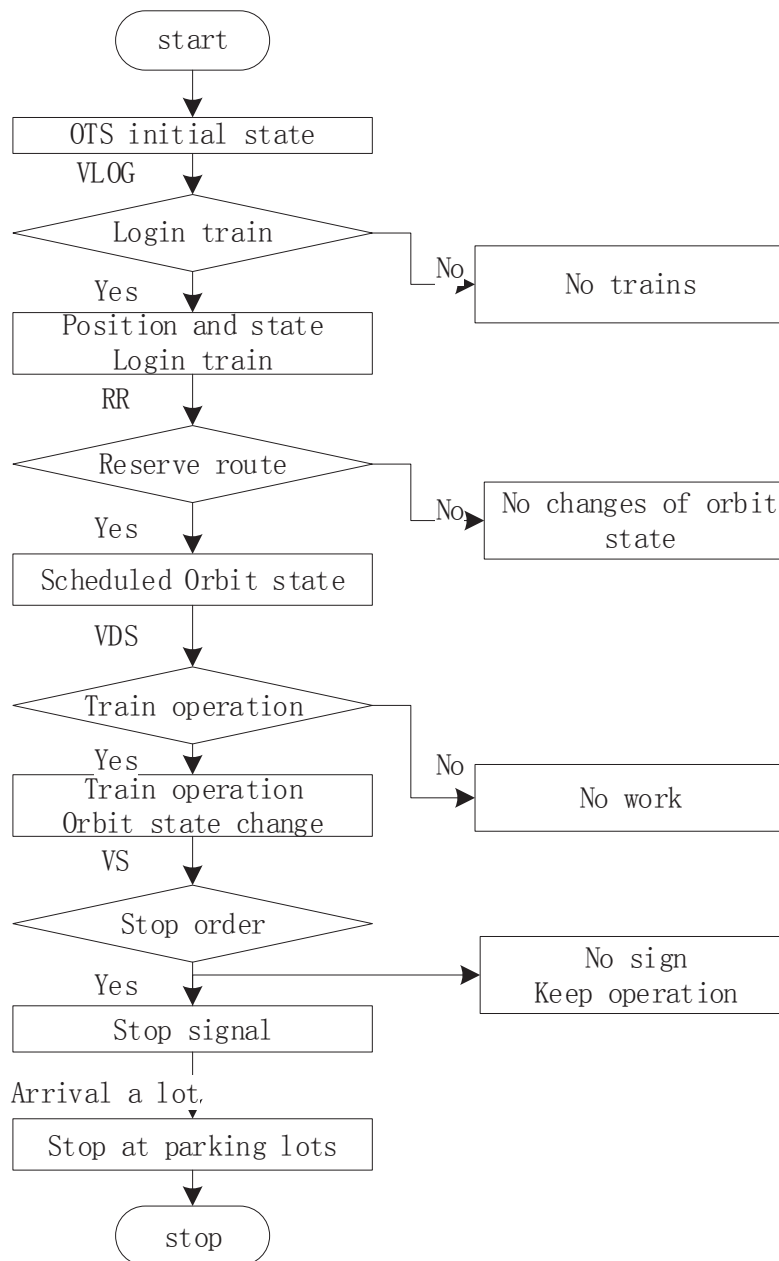 start
OTS initial state
VLOG
Login train
No
No trains
Yes
Position and state
Login train
RR
Reserve route
No
No changes of orbit
state
Yes
Scheduled Orbit state
VDS
Train operation
Yes
No
No work
Train operation
Orbit state change
VS
Stop order
No sign
Keep operation
Yes
Stop signal
Arrival a lot
Stop at parking lots
stop